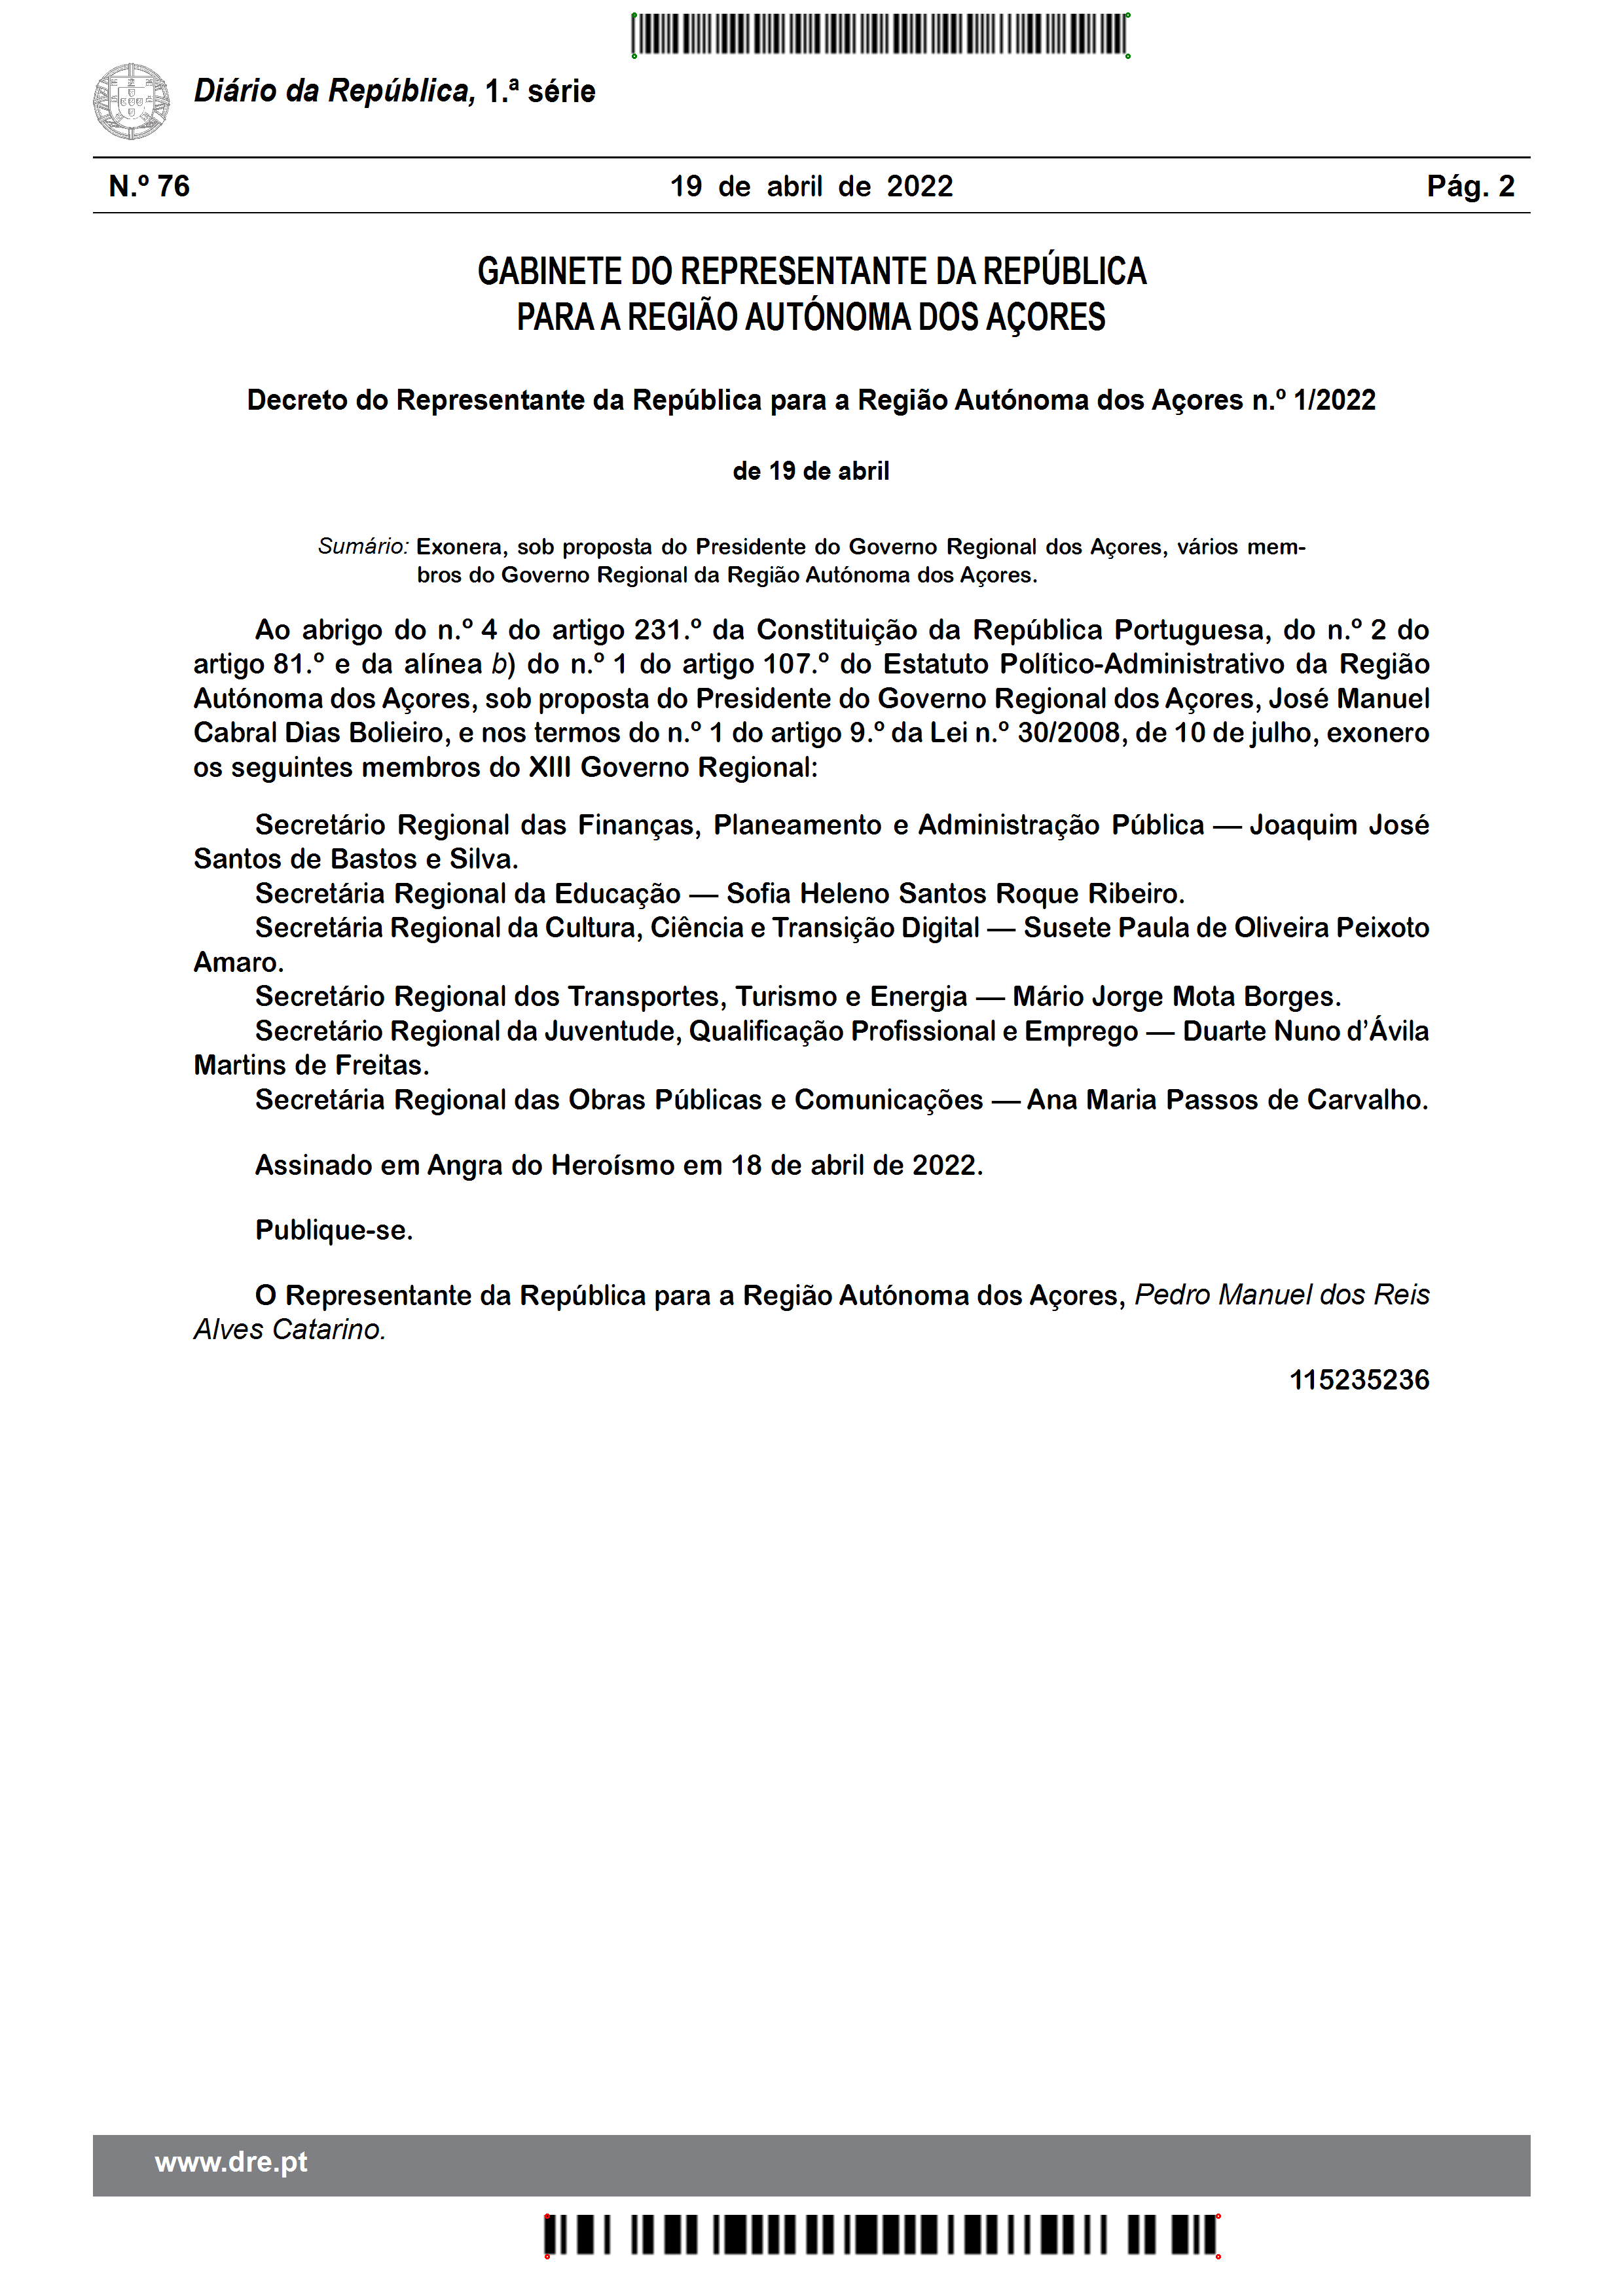 Diário da República, 1.ª série
N.º 76 19 de abril de 2022 Pág. 2
GABINETE DO REPRESENTANTE DA REPÚBLICA
PARA A REGIÃO AUTÓNOMA DOS AÇORES
Decreto do Representante da República para a Região Autónoma dos Açores n.º 1/2022
de 19 de abril
Sumário: Exonera, sob proposta do Presidente do Governo Regional dos Açores, vários mem-
bros do Governo Regional da Região Autónoma dos Açores.
Ao abrigo do n.º 4 do artigo 231.º da Constituição da República Portuguesa, do n.º 2 do
artigo 81.º e da alínea b) do n.º 1 do artigo 107.º do Estatuto Político-Administrativo da Região
Autónoma dos Açores, sob proposta do Presidente do Governo Regional dos Açores, José Manuel
Cabral Dias Bolieiro, e nos termos do n.º 1 do artigo 9.º da Lei n.º 30/2008, de 10 de julho, exonero
os seguintes membros do XIII Governo Regional:
Secretário Regional das Finanças, Planeamento e Administração Pública — Joaquim José
Santos de Bastos e Silva.
Secretária Regional da Educação — Sofia Heleno Santos Roque Ribeiro.
Secretária Regional da Cultura, Ciência e Transição Digital — Susete Paula de Oliveira Peixoto
Amaro.
Secretário Regional dos Transportes, Turismo e Energia — Mário Jorge Mota Borges.
Secretário Regional da Juventude, Qualificação Profissional e Emprego — Duarte Nuno d’Ávila
Martins de Freitas.
Secretária Regional das Obras Públicas e Comunicações — Ana Maria Passos de Carvalho.
Assinado em Angra do Heroísmo em 18 de abril de 2022.
Publique-se.
O Representante da República para a Região Autónoma dos Açores, Pedro Manuel dos Reis
Alves Catarino.
115235236
www.dre.pt